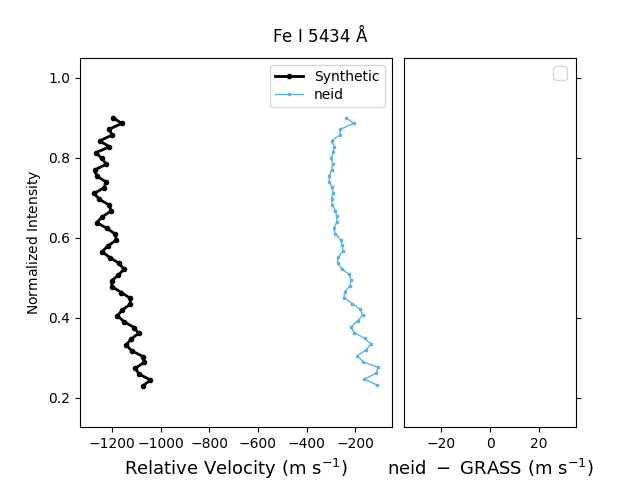 Fe I 5434 Å
Synthetic
neid
1.0
0.8
0.6
0.4
0.2
Normalized Intensity
−1200 −1000 −800 −600 −400 −200
−20 0 20
Relative Velocity (m s⁻¹)
neid − GRASS (m s⁻¹)